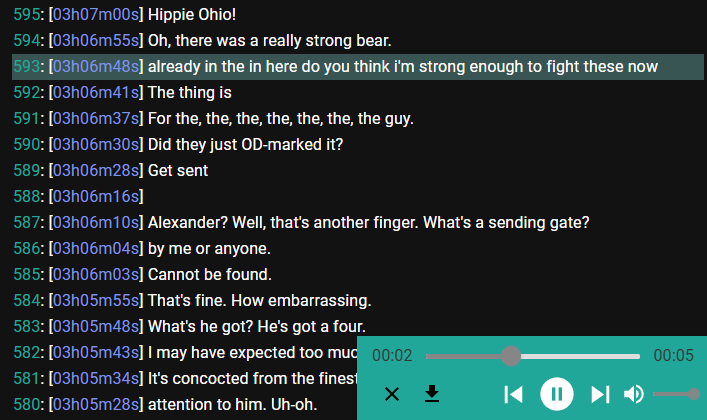 595: [03h07m00s] Hippie Ohio!
594: [03h06m55s] Oh, there was a really strong bear.
593: [03h06m48s] already in the in here do you think i'm strong enough to fight these now
592: [03h06m41s] The thing is
591: [03h06m37s] For the, the, the, the, the, the, the guy.
590: [03h06m30s] Did they just OD-marked it?
589: [03h06m28s] Get sent
588: [03h06m16s]
587: [03h06m10s] Alexander? Well, that's another finger. What's a sending gate?
586: [03h06m04s] by me or anyone.
585: [03h06m03s] Cannot be found.
584: [03h05m55s] That's fine. How embarrassing.
583: [03h05m48s] What's he got? He's got a four.
582: [03h05m43s] I may have expected too muc
581: [03h05m34s] It's concocted from the finest
580: [03h05m28s] attention to him. Uh-oh.
00:02 00:05